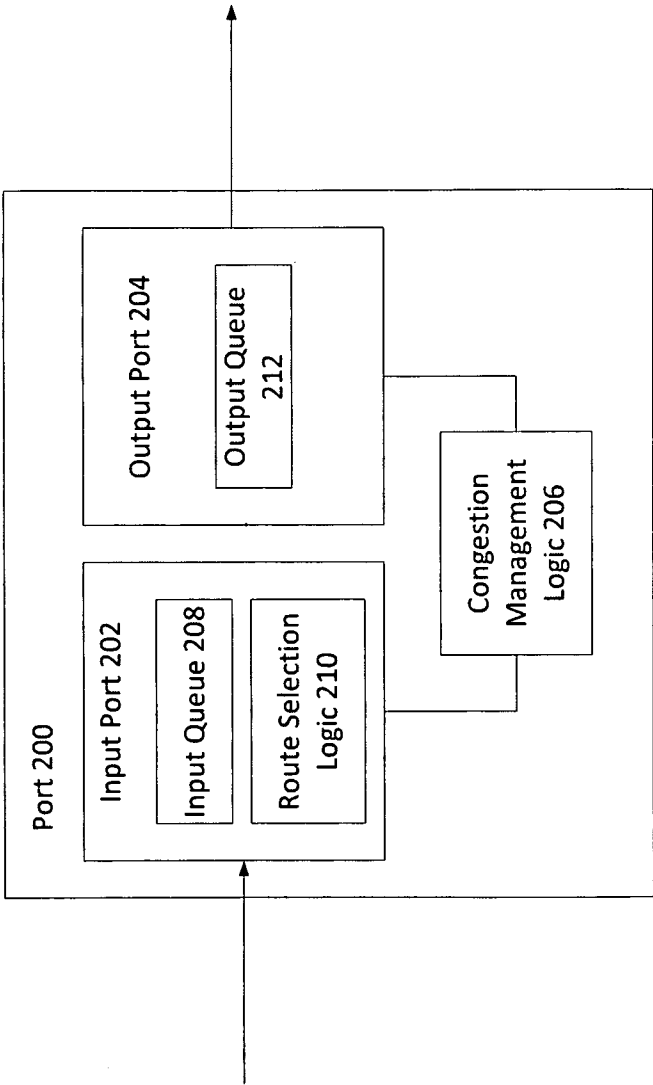 Port 200
Input Port 202
Input Queue 208
Route Selection
Logic 210
Output Port 204
Output Queue
212
Congestion
Management
Logic 206